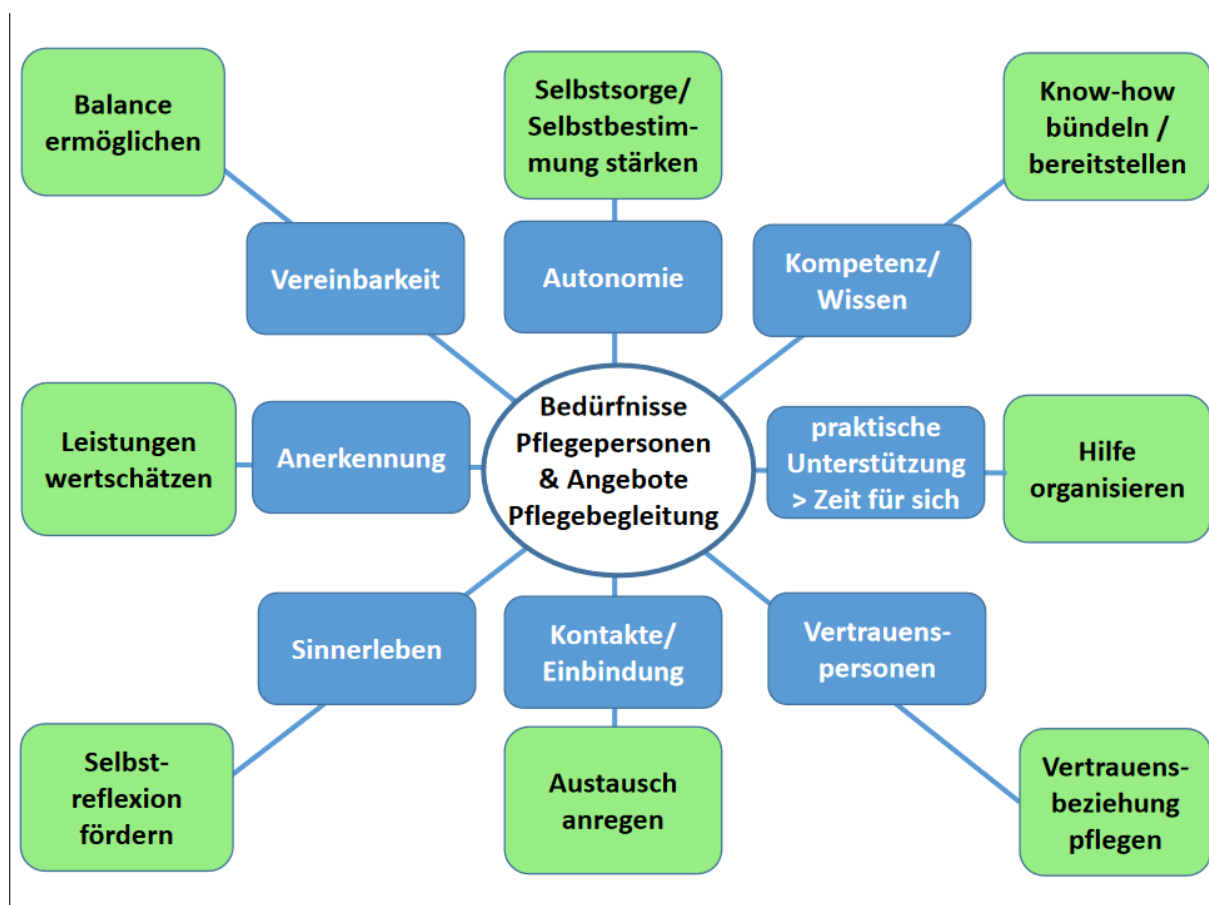 Balance
ermöglichen
Selbstsorge/
Selbstbestim-
mung stärken
Know-how
bündeln /
bereitstellen
Vereinbarkeit
Autonomie
Kompetenz/
Wissen
Leistungen
wertschätzen
Anerkennung
Bedürfnisse
Pflegepersonen
& Angebote
Pflegebegleitung
praktische
Unterstützung
> Zeit für sich
Hilfe
organisieren
Sinnerleben
Kontakte/
Einbindung
Vertrauens-
personen
Selbst-
reflexion
fördern
Austausch
anregen
Vertrauens-
beziehung
pflegen